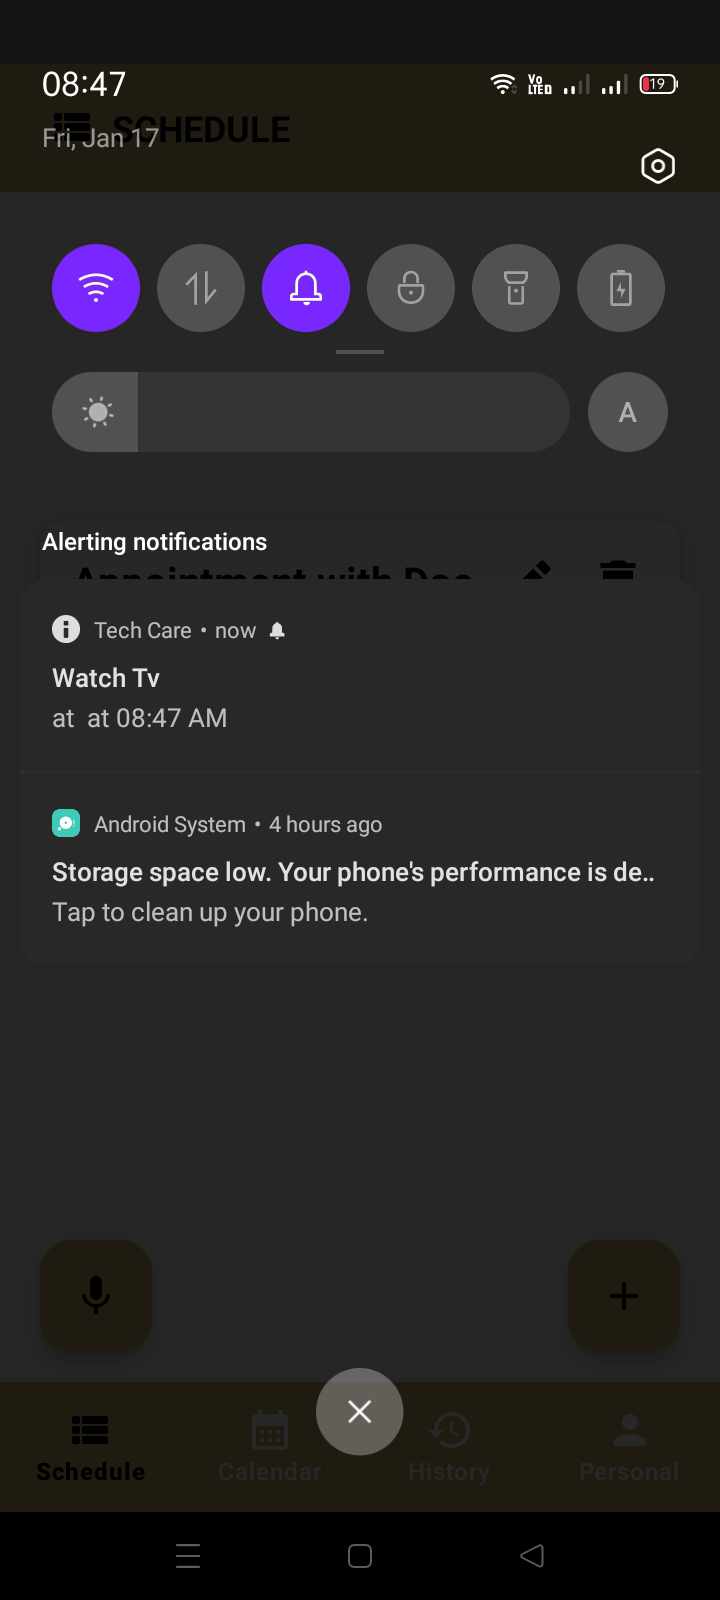 08:47
Vo
LTE
19
SCHEDULE
Fri, Jan 17
A
Alerting notifications
Appointment with Doc
Tech Care • now
Watch Tv
at  at 08:47 AM
Android System • 4 hours ago
Storage space low. Your phone's performance is de..
Tap to clean up your phone.
Schedule
Calendar
History
Personal